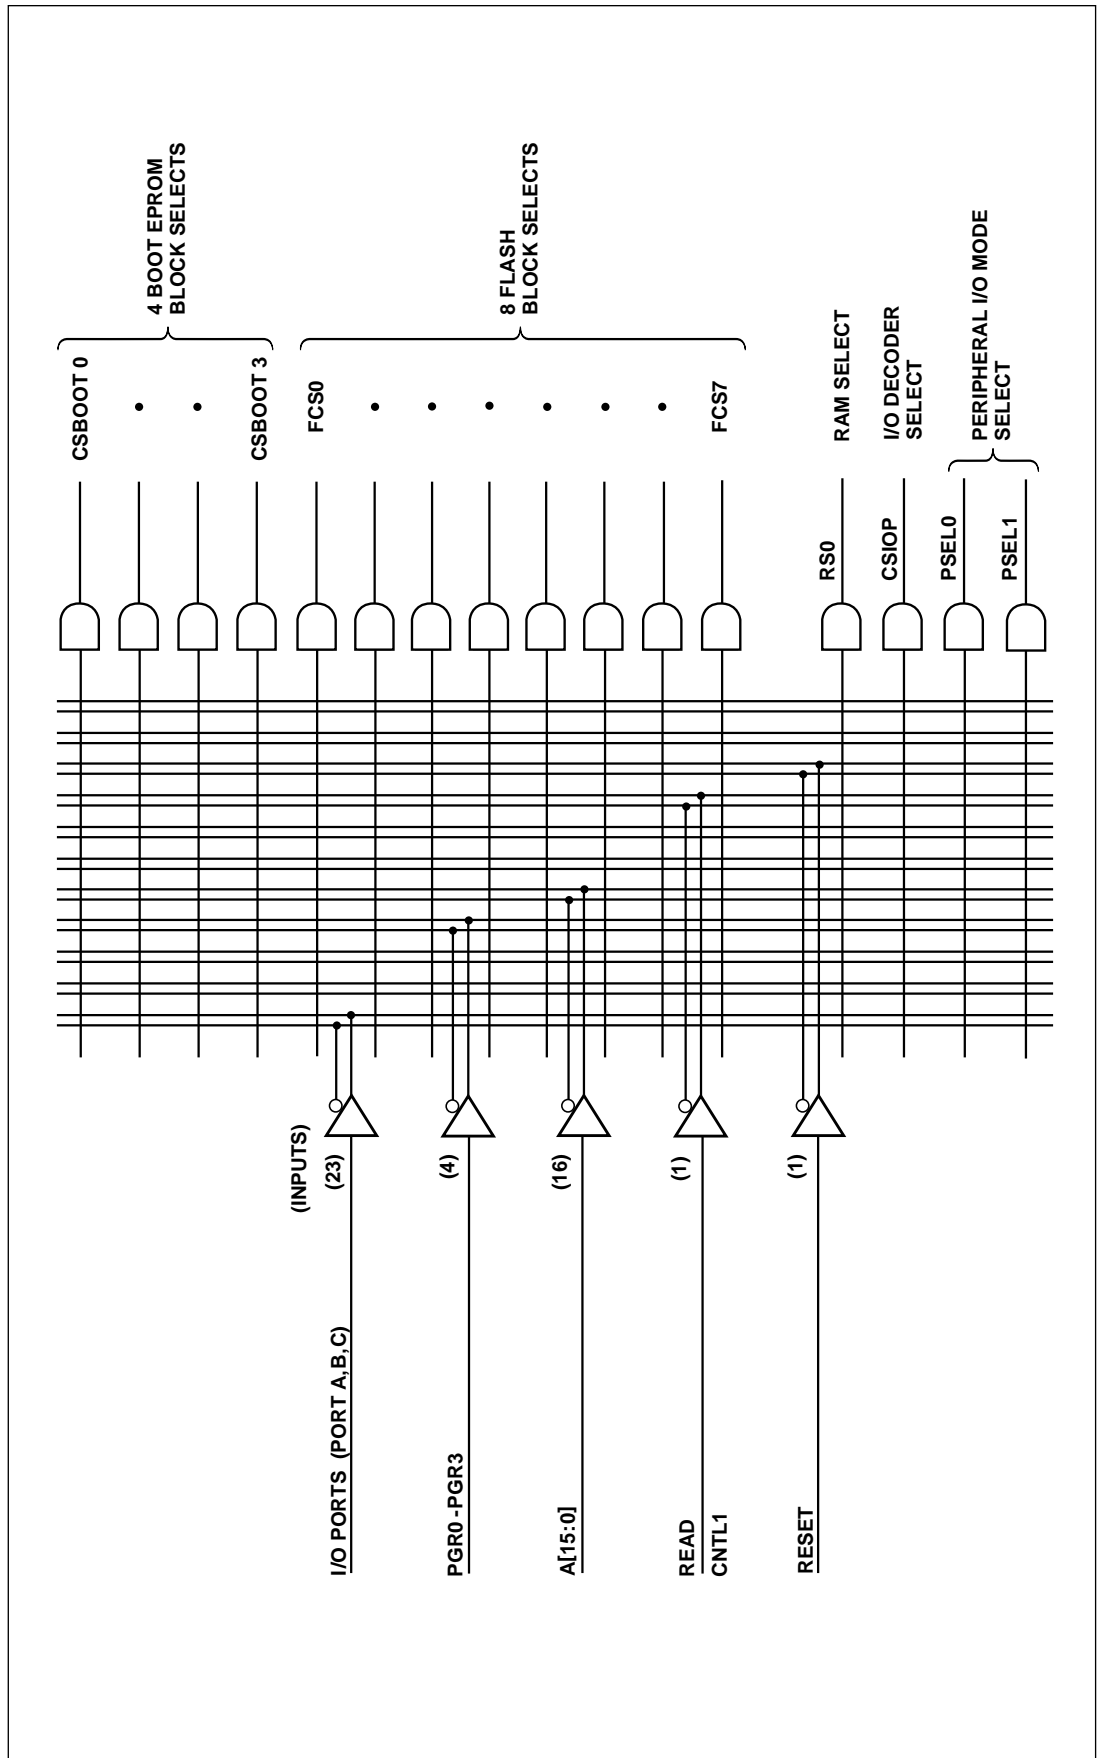 (INPUTS)
I/O PORTS (PORT A,B,C)
(23)
PGR0 -PGR3
(4)
A[15:0]
(16)
READ
CNTL1
(1)
RESET
(1)
CSBOOT 0
CSBOOT 3
4 BOOT EPROM
BLOCK SELECTS
FCS0
FCS7
8 FLASH
BLOCK SELECTS
RS0
RAM SELECT
CSIOP
I/O DECODER
SELECT
PSEL0
PSEL1
PERIPHERAL I/O MODE
SELECT